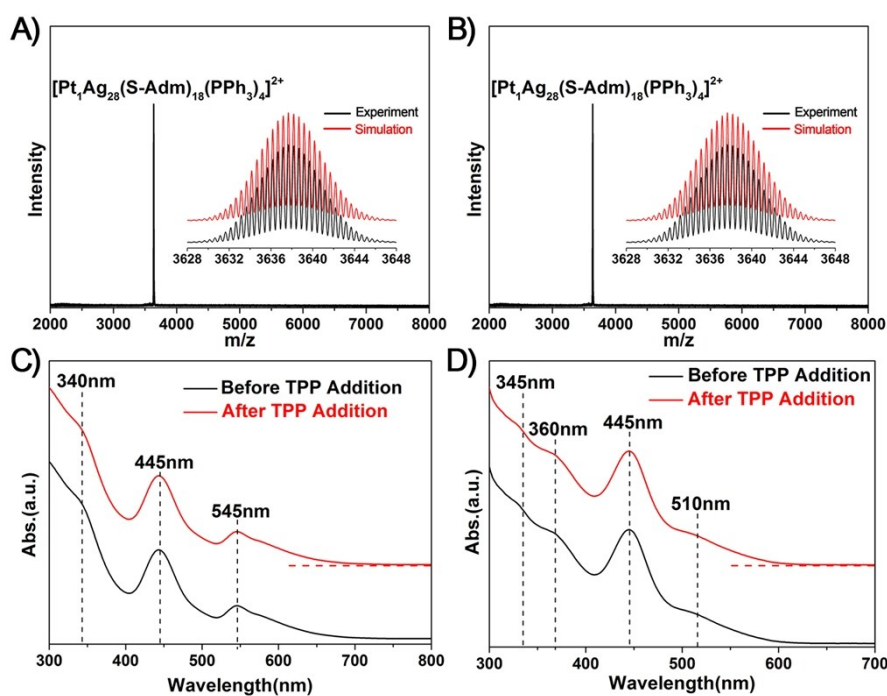 A)
[Pt₁Ag₂₈(S-Adm)₁₈(PPh₃)₄]²⁺
Experiment
Simulation
3628 3632 3636 3640 3644 3648
Intensity
2000 3000 4000 5000 6000 7000 8000
m/z
B)
[Pt₁Ag₂₈(S-Adm)₁₈(PPh₃)₄]²⁺
Experiment
Simulation
3628 3632 3636 3640 3644 3648
Intensity
2000 3000 4000 5000 6000 7000 8000
m/z
C)
340nm
Before TPP Addition
After TPP Addition
445nm
545nm
Abs.(a.u.)
300 400 500 600 700 800
Wavelength(nm)
D)
345nm
Before TPP Addition
After TPP Addition
360nm
445nm
510nm
Abs.(a.u.)
300 400 500 600 700
Wavelength(nm)